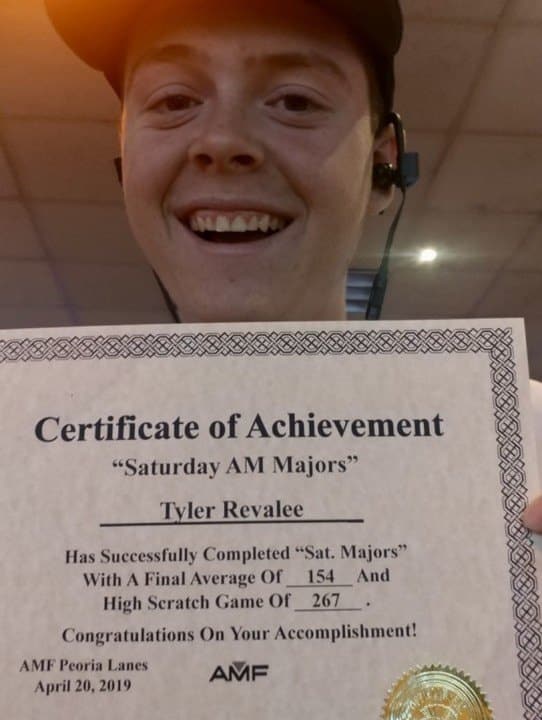 Certificate of Achievement
“Saturday AM Majors”
Tyler Revalee
Has Successfully Completed “Sat. Majors”
With A Final Average Of 154 And
High Scratch Game Of 267 .
Congratulations On Your Accomplishment!
AMF Peoria Lanes
April 20, 2019
AMF